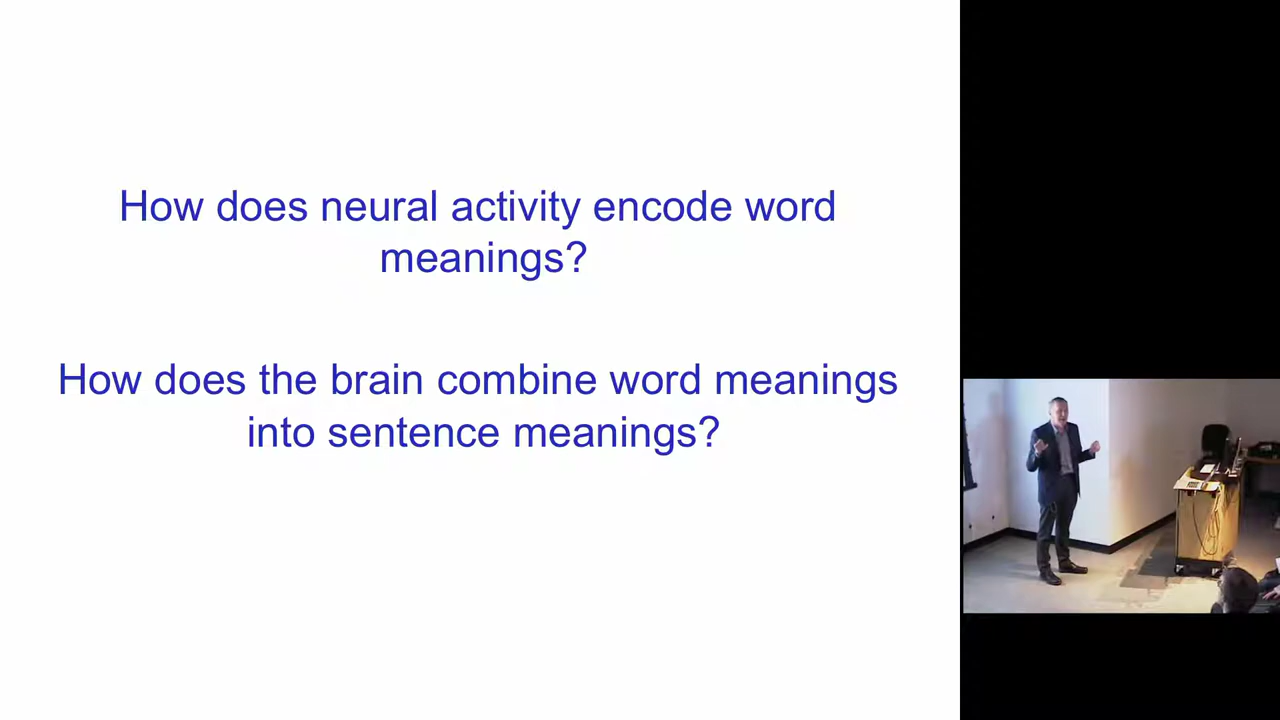 How does neural activity encode word
meanings?
How does the brain combine word meanings
into sentence meanings?